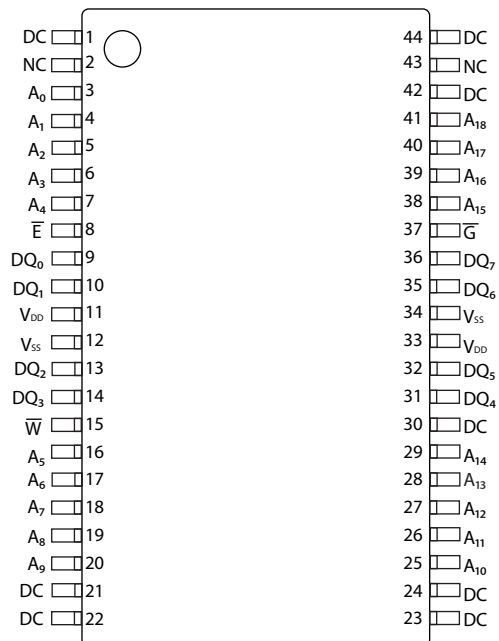 DC 1 44 DC
NC 2 43 NC
A₀ 3 42 DC
A₁ 4 41 A₁₈
A₂ 5 40 A₁₇
A₃ 6 39 A₁₆
A₄ 7 38 A₁₅
E̅ 8 37 G̅
DQ₀ 9 36 DQ₇
DQ₁ 10 35 DQ₆
V_DD 11 34 V_SS
V_SS 12 33 V_DD
DQ₂ 13 32 DQ₅
DQ₃ 14 31 DQ₄
W̅ 15 30 DC
A₅ 16 29 A₁₄
A₆ 17 28 A₁₃
A₇ 18 27 A₁₂
A₈ 19 26 A₁₁
A₉ 20 25 A₁₀
DC 21 24 DC
DC 22 23 DC